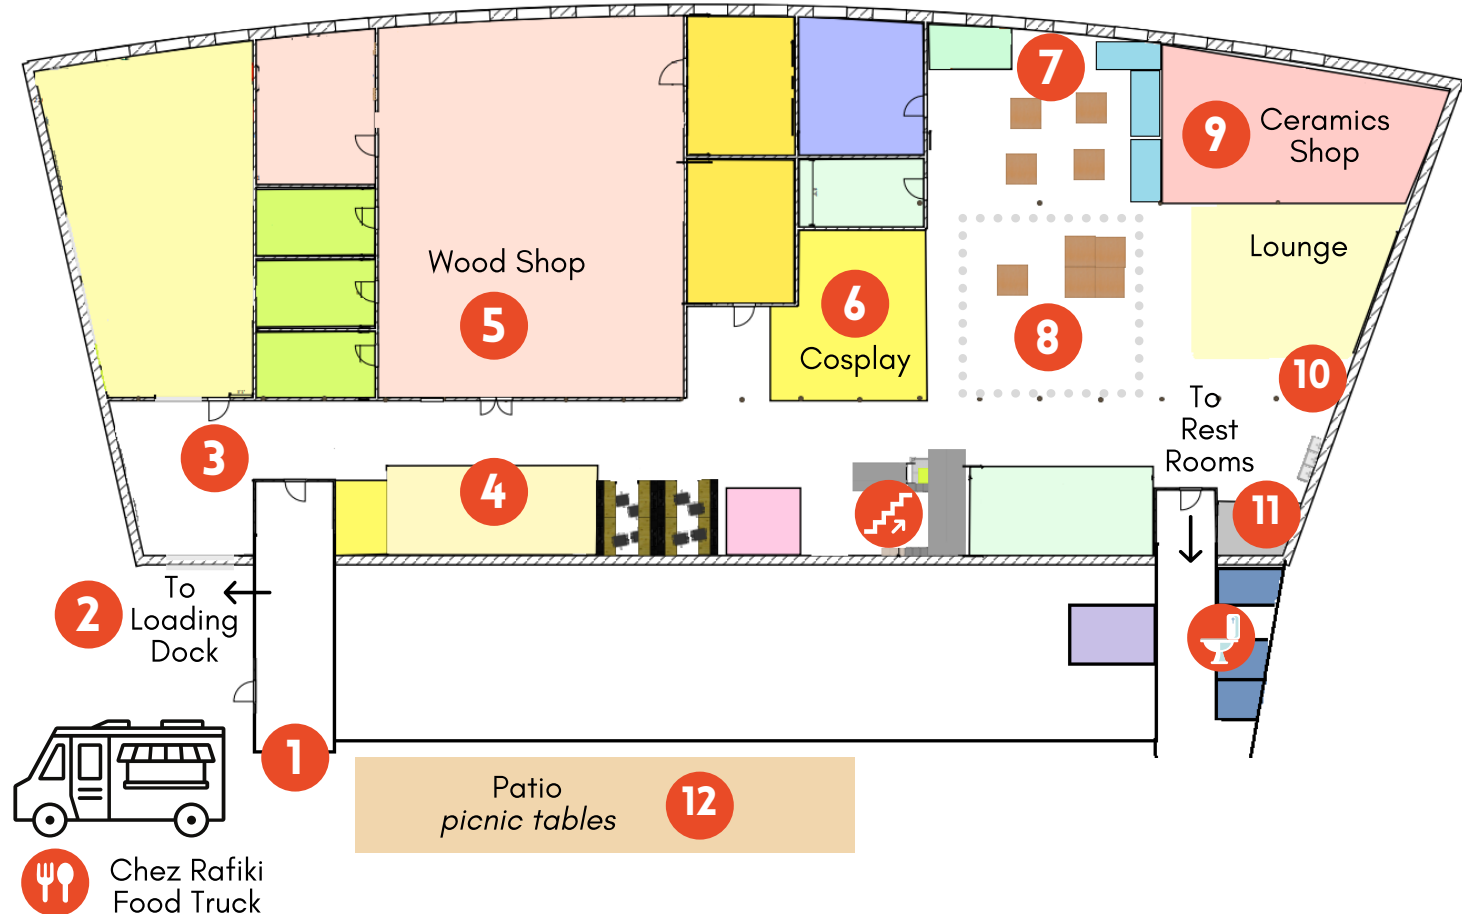 7
9
Ceramics
Shop
Wood Shop
5
6
Cosplay
Lounge
8
10
To
Rest
Rooms
3
4
11
2
To
Loading
Dock
1
Patio
picnic tables
12
Chez Rafiki
Food Truck